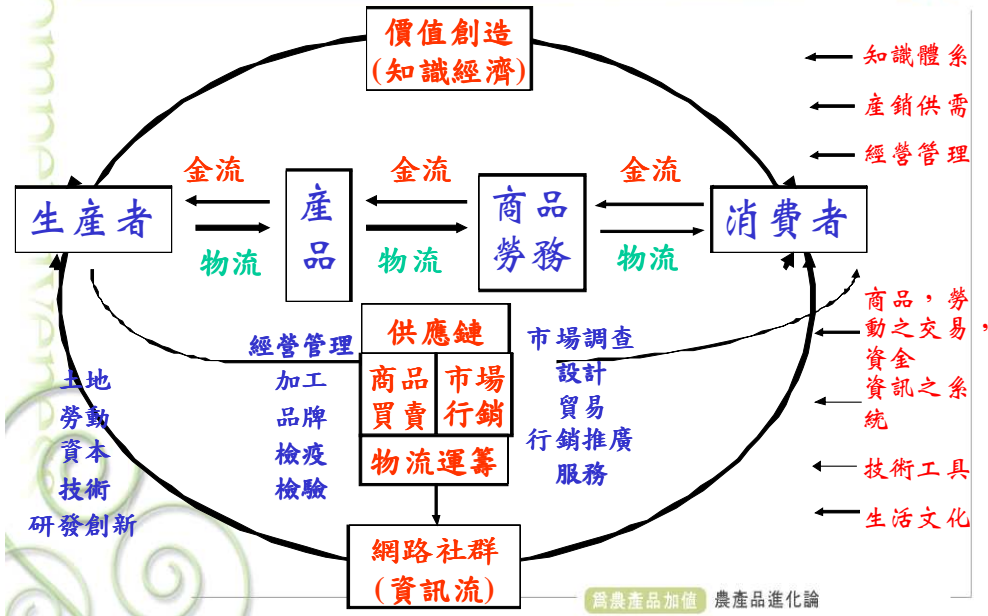 價值創造
(知識經濟)
知識體系
產銷供需
經營管理
金流
金流
金流
生產者
產
品
商品
勞務
消費者
物流
物流
物流
商品，勞
動之交易，
資金
資訊之系
統
技術工具
生活文化
土地
勞動
資本
技術
研發創新
經營管理
加工
品牌
檢疫
檢驗
供應鏈
商品
買賣
市場
行銷
物流運籌
市場調查
設計
貿易
行銷推廣
服務
網路社群
(資訊流)
為農產品加值 農產品進化論